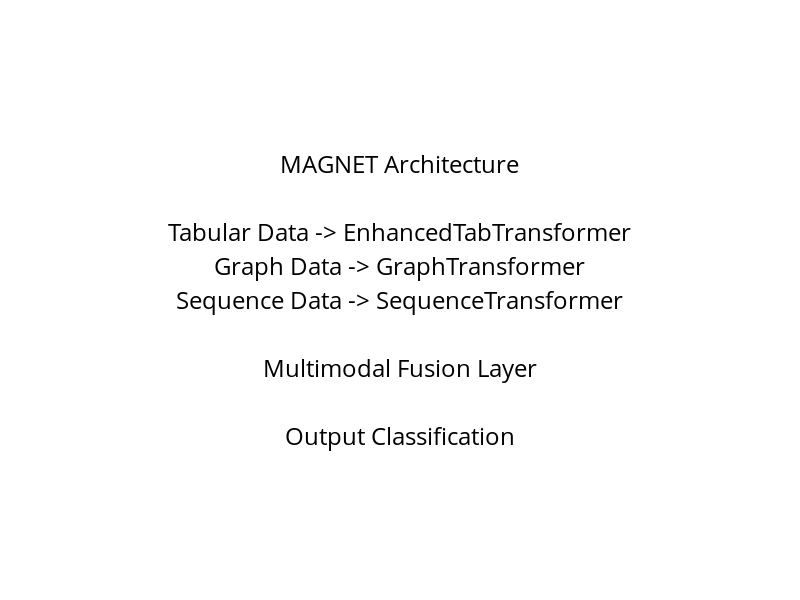 MAGNET Architecture
Tabular Data -> EnhancedTabTransformer
Graph Data -> GraphTransformer
Sequence Data -> SequenceTransformer
Multimodal Fusion Layer
Output Classification